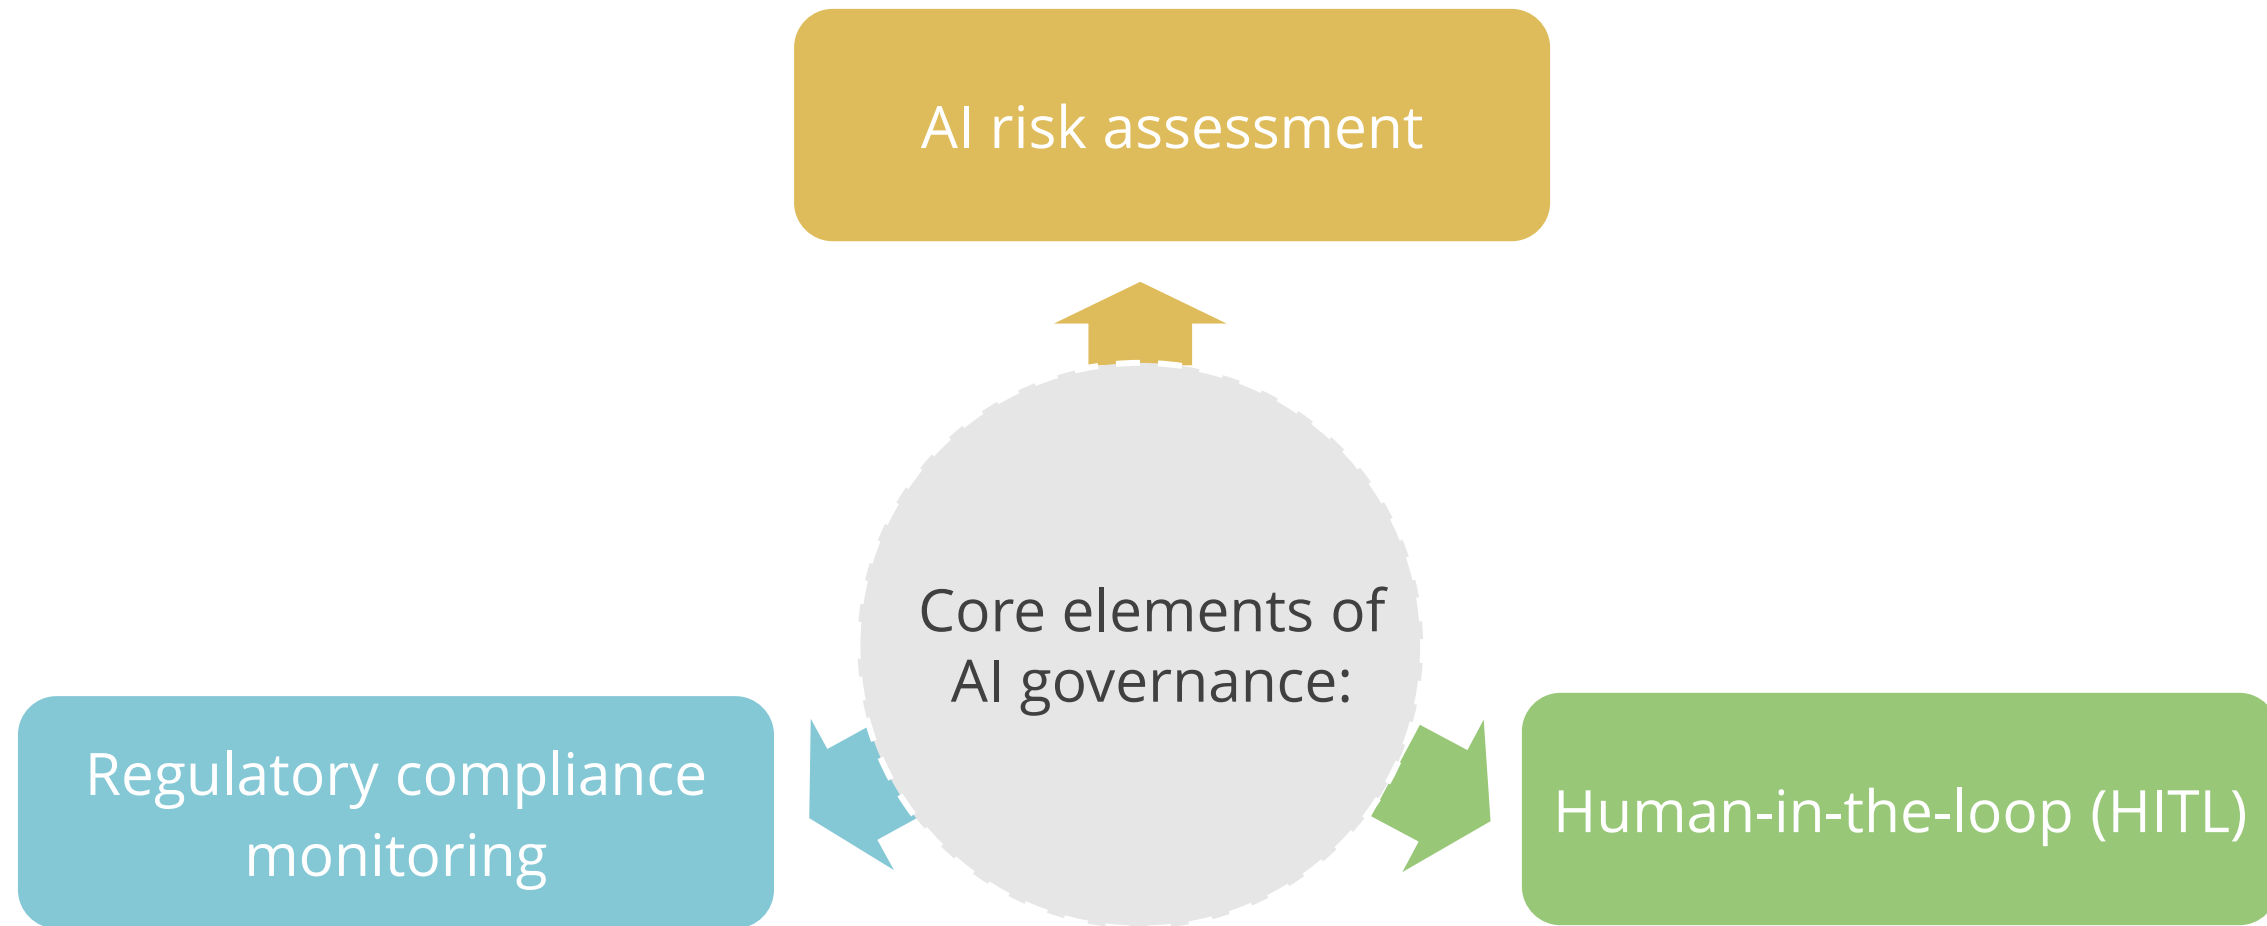 AI risk assessment
Core elements of
AI governance:
Regulatory compliance
monitoring
Human-in-the-loop (HITL)